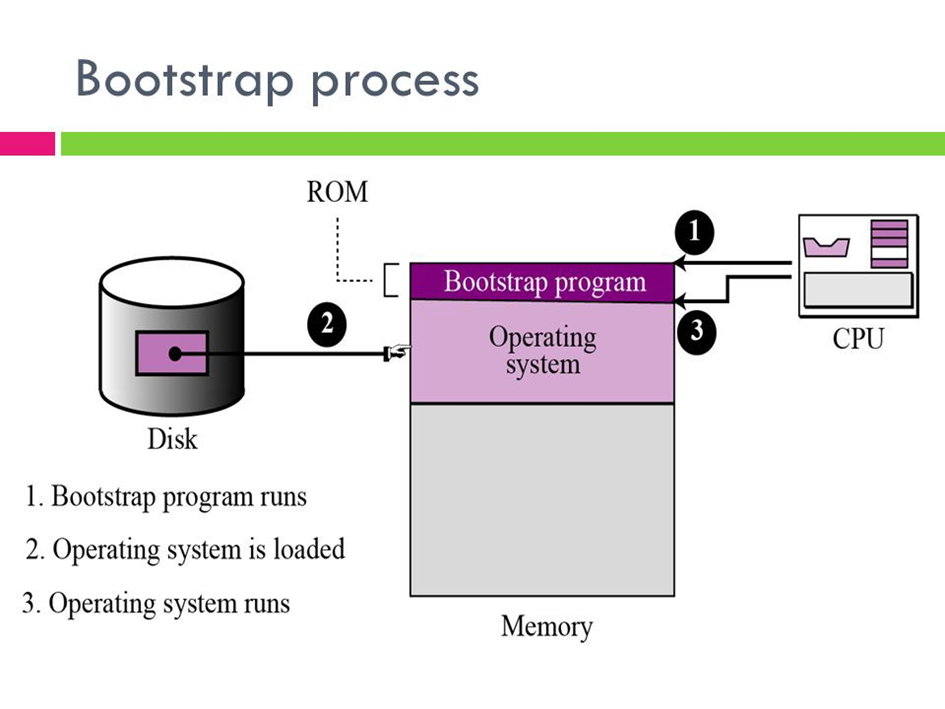 Bootstrap process
ROM
1
Bootstrap program
2
Operating
system
3
CPU
Disk
1. Bootstrap program runs
2. Operating system is loaded
3. Operating system runs
Memory